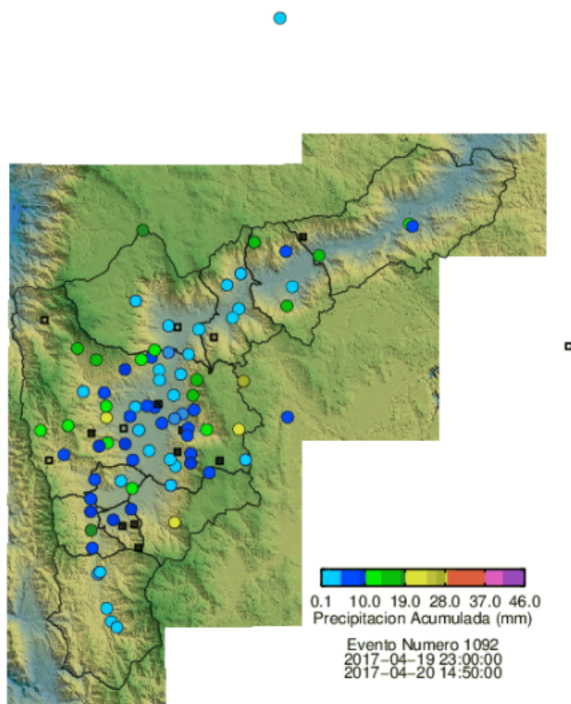 0.1 10.0 19.0 28.0 37.0 46.0
Precipitacion Acumulada (mm)
Evento Numero 1092
2017-04-19 23:00:00
2017-04-20 14:50:00